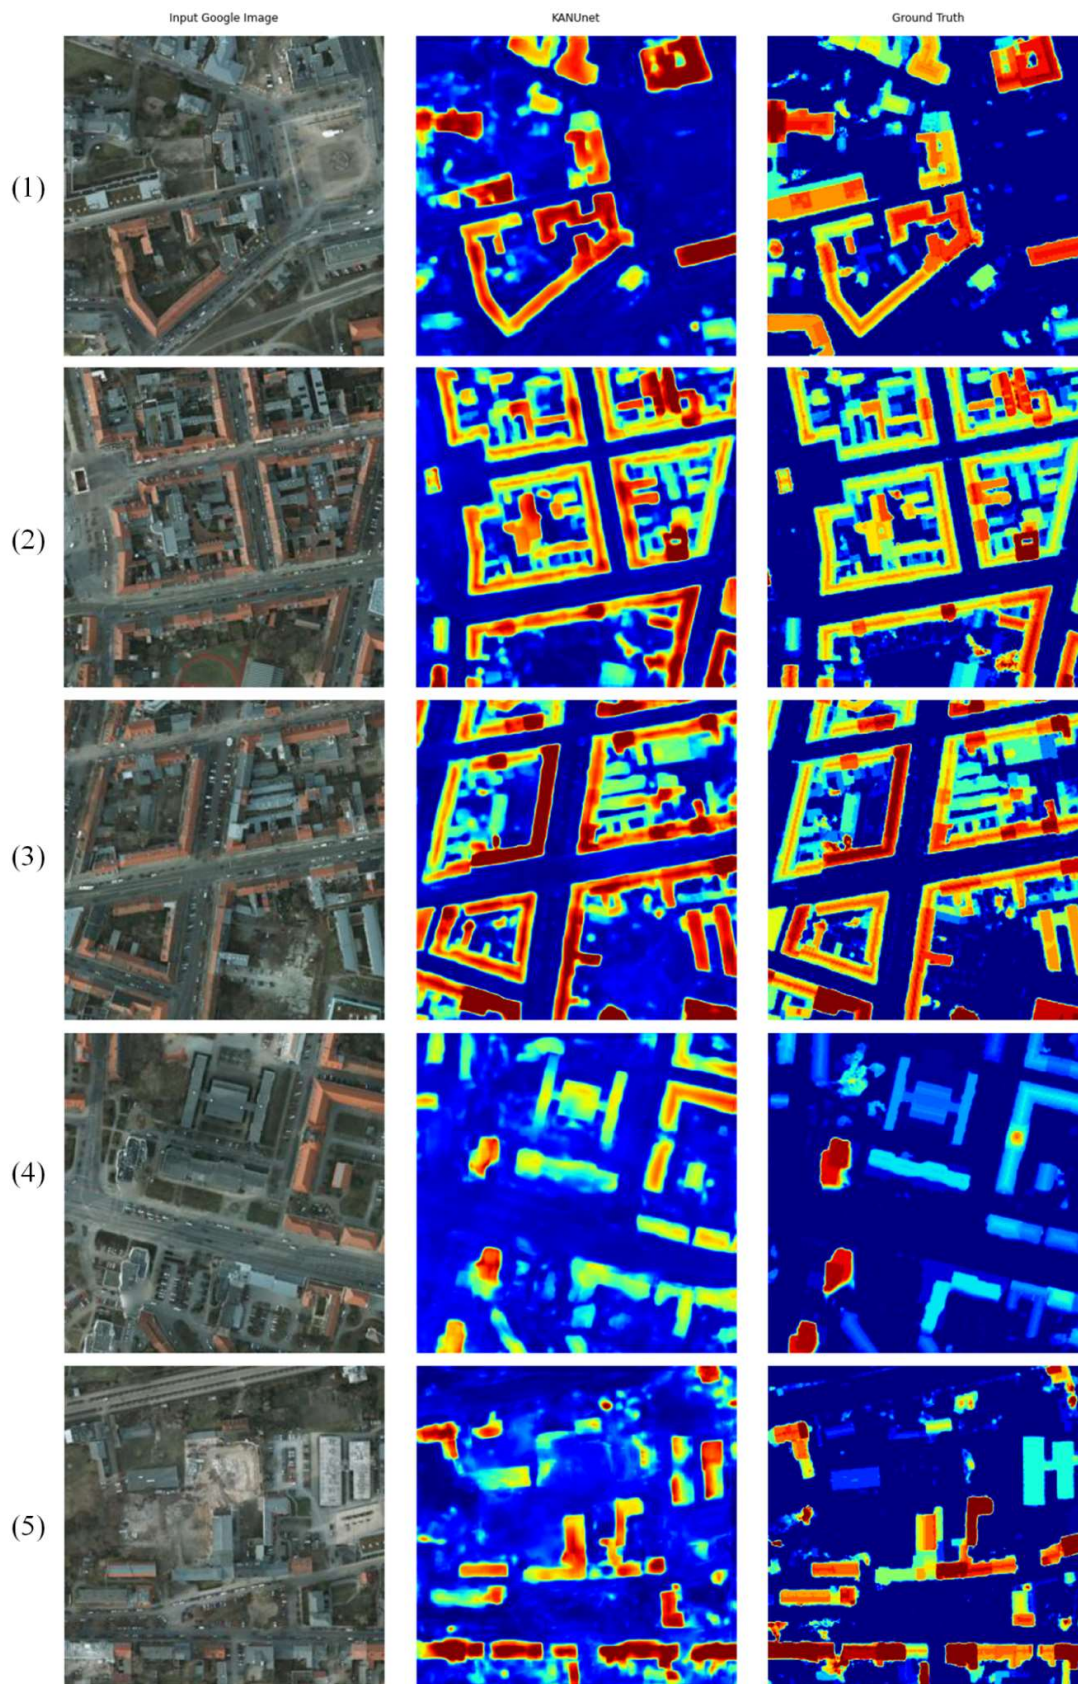 Input Google Image
KANUnet
Ground Truth
(1)
(2)
(3)
(4)
(5)